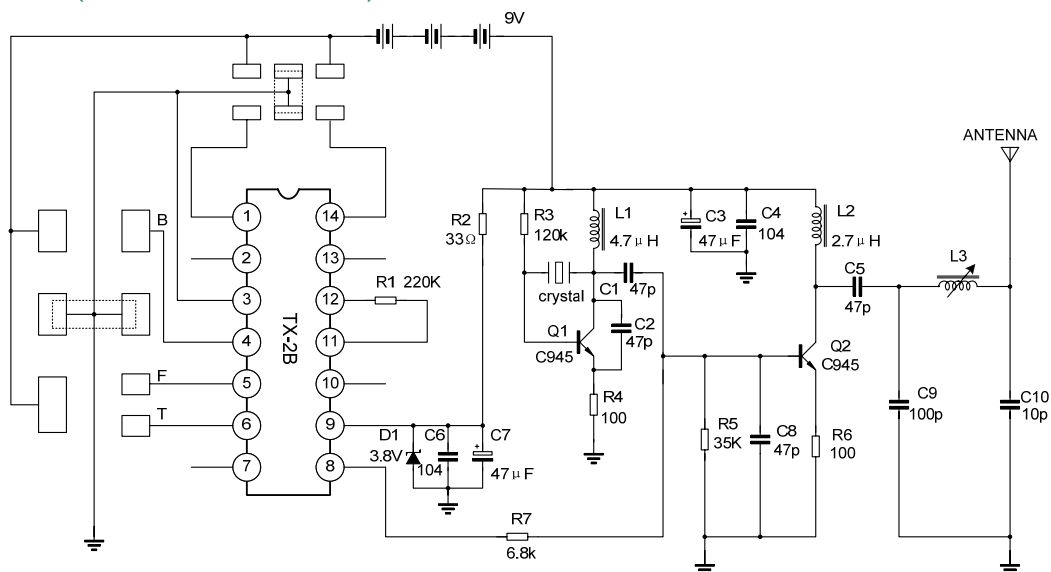 9V
ANTENNA
B
1
14
2
13
3
12
R1 220K
4
11
F
5
10
T
6
9
7
8
TX-2B
R2
33Ω
R3
120k
L1
4.7μH
crystal
C1
47p
Q1
C945
C2
47p
R4
100
C3
+
47μF
C4
104
L2
2.7μH
C5
47p
L3
Q2
C945
D1
3.8V
C6
104
C7
+
47μF
R5
35K
C8
47p
R6
100
C9
100p
C10
10p
R7
6.8k